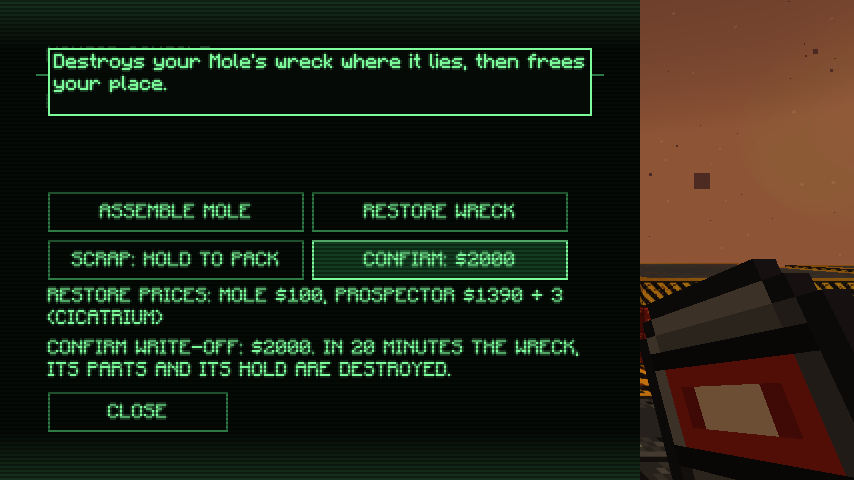 Destroys your Mole's wreck where it lies, then frees
your place.
ASSEMBLE MOLE
RESTORE WRECK
SCRAP: HOLD TO PACK
CONFIRM: $2000
RESTORE PRICES: MOLE $100, PROSPECTOR $1390 + 3
(CICATRIUM)
CONFIRM WRITE-OFF: $2000. IN 20 MINUTES THE WRECK,
ITS PARTS AND ITS HOLD ARE DESTROYED.
CLOSE